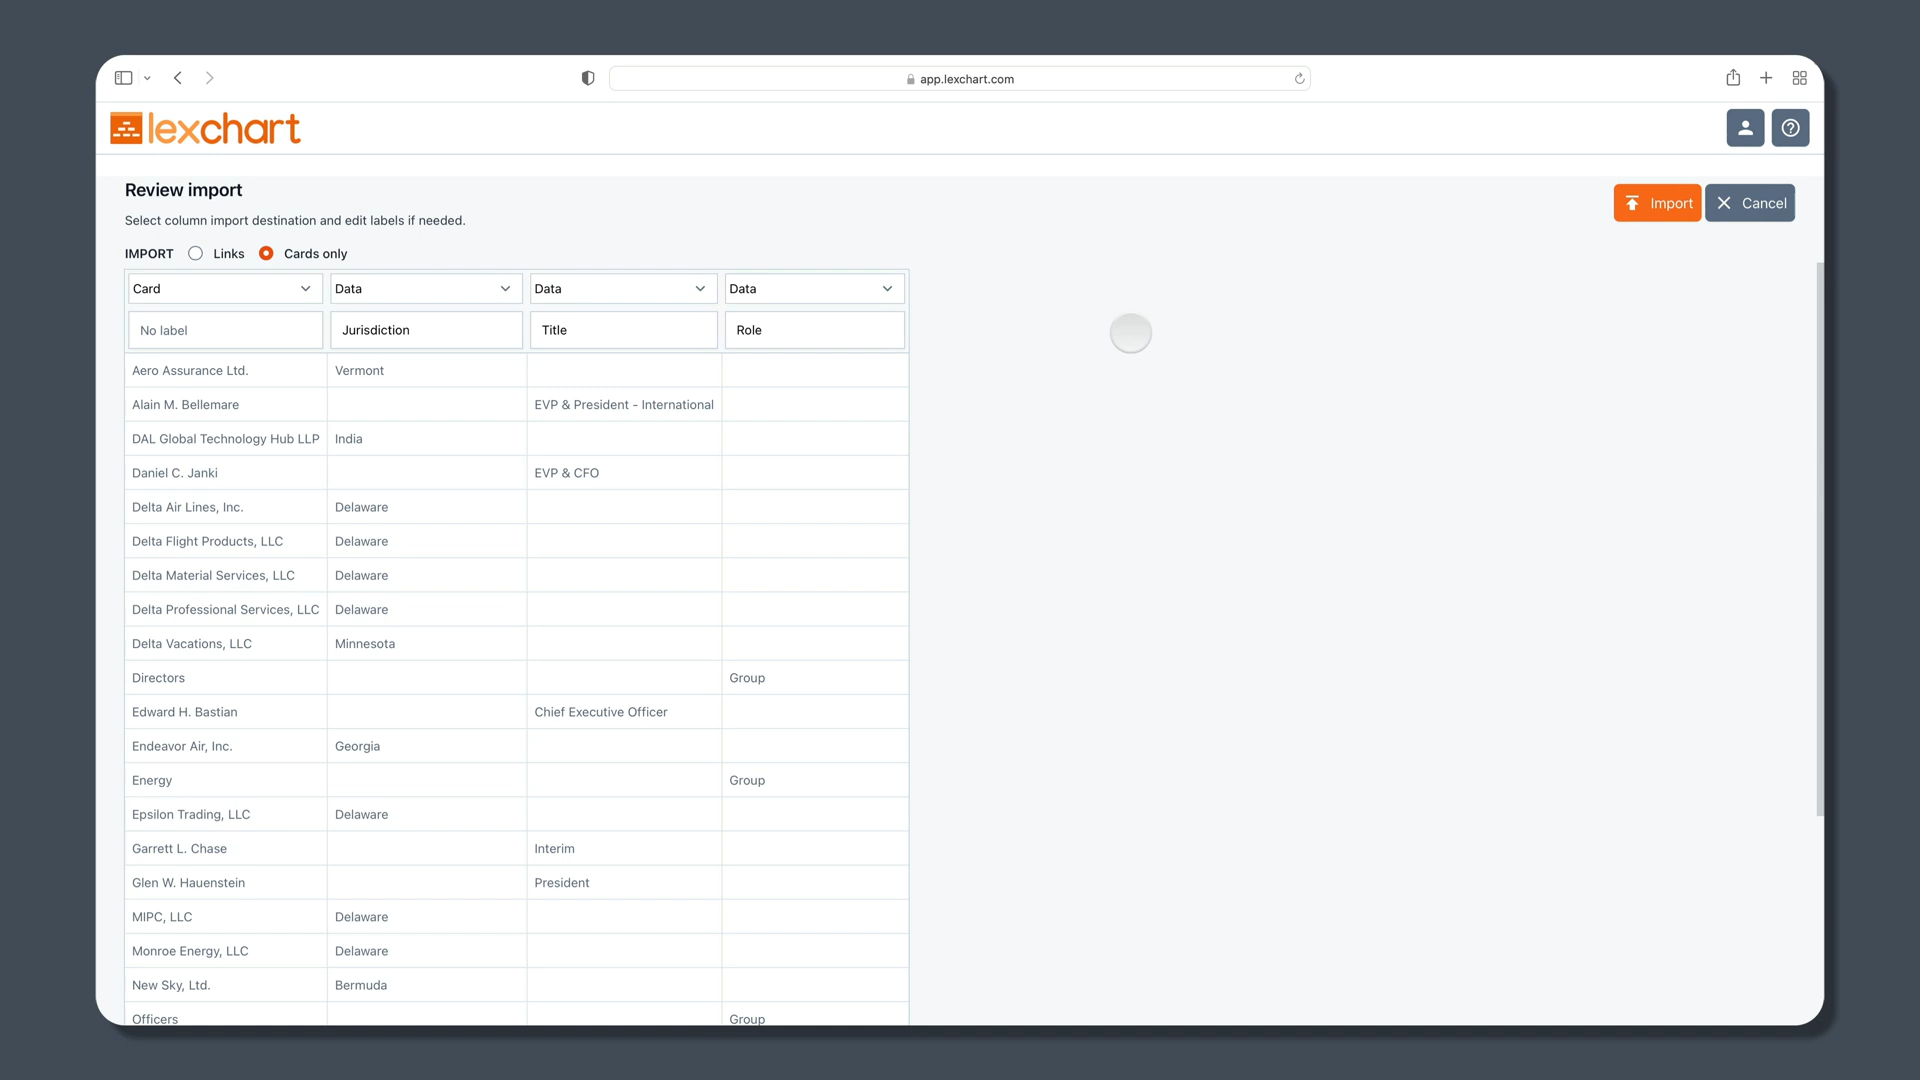 app.lexchart.com
lexchart
Review import
Import
Cancel
Select column import destination and edit labels if needed.
IMPORT Links Cards only
Card Data Data Data
No label Jurisdiction Title Role
Aero Assurance Ltd. Vermont
Alain M. Bellemare EVP & President - International
DAL Global Technology Hub LLP India
Daniel C. Janki EVP & CFO
Delta Air Lines, Inc. Delaware
Delta Flight Products, LLC Delaware
Delta Material Services, LLC Delaware
Delta Professional Services, LLC Delaware
Delta Vacations, LLC Minnesota
Directors Group
Edward H. Bastian Chief Executive Officer
Endeavor Air, Inc. Georgia
Energy Group
Epsilon Trading, LLC Delaware
Garrett L. Chase Interim
Glen W. Hauenstein President
MIPC, LLC Delaware
Monroe Energy, LLC Delaware
New Sky, Ltd. Bermuda
Officers Group